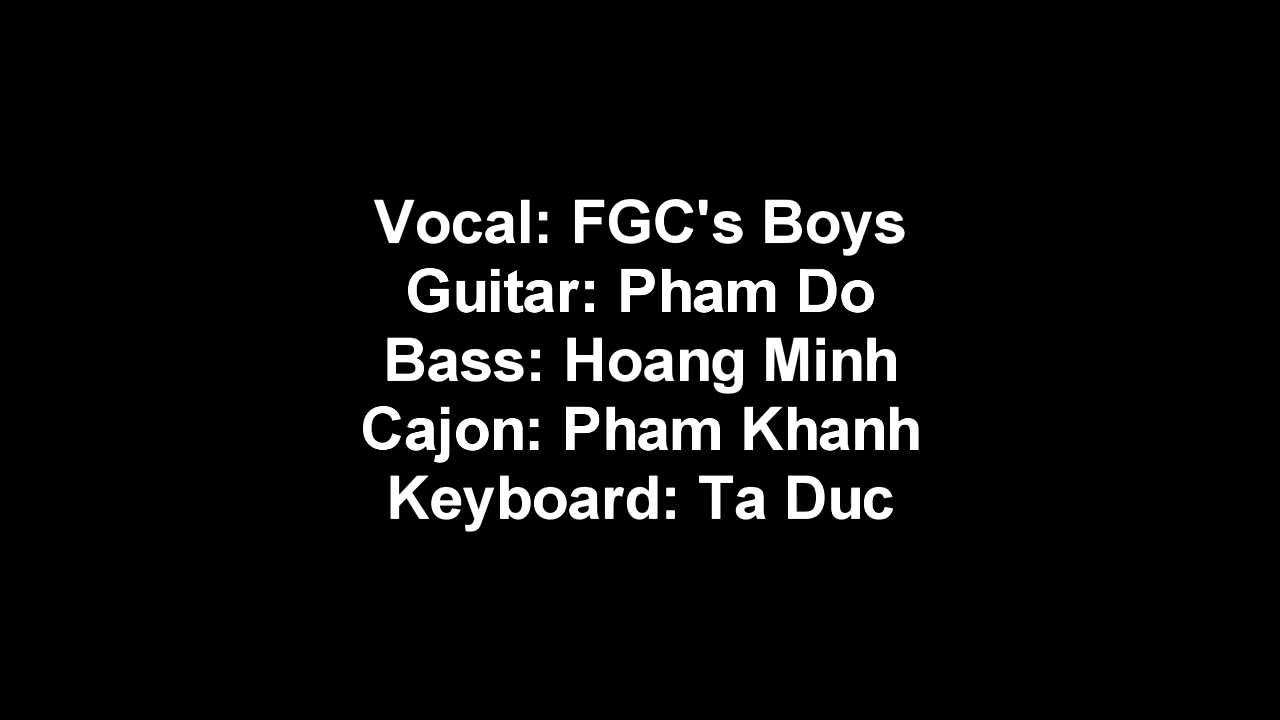 Vocal: FGC's Boys
Guitar: Pham Do
Bass: Hoang Minh
Cajon: Pham Khanh
Keyboard: Ta Duc